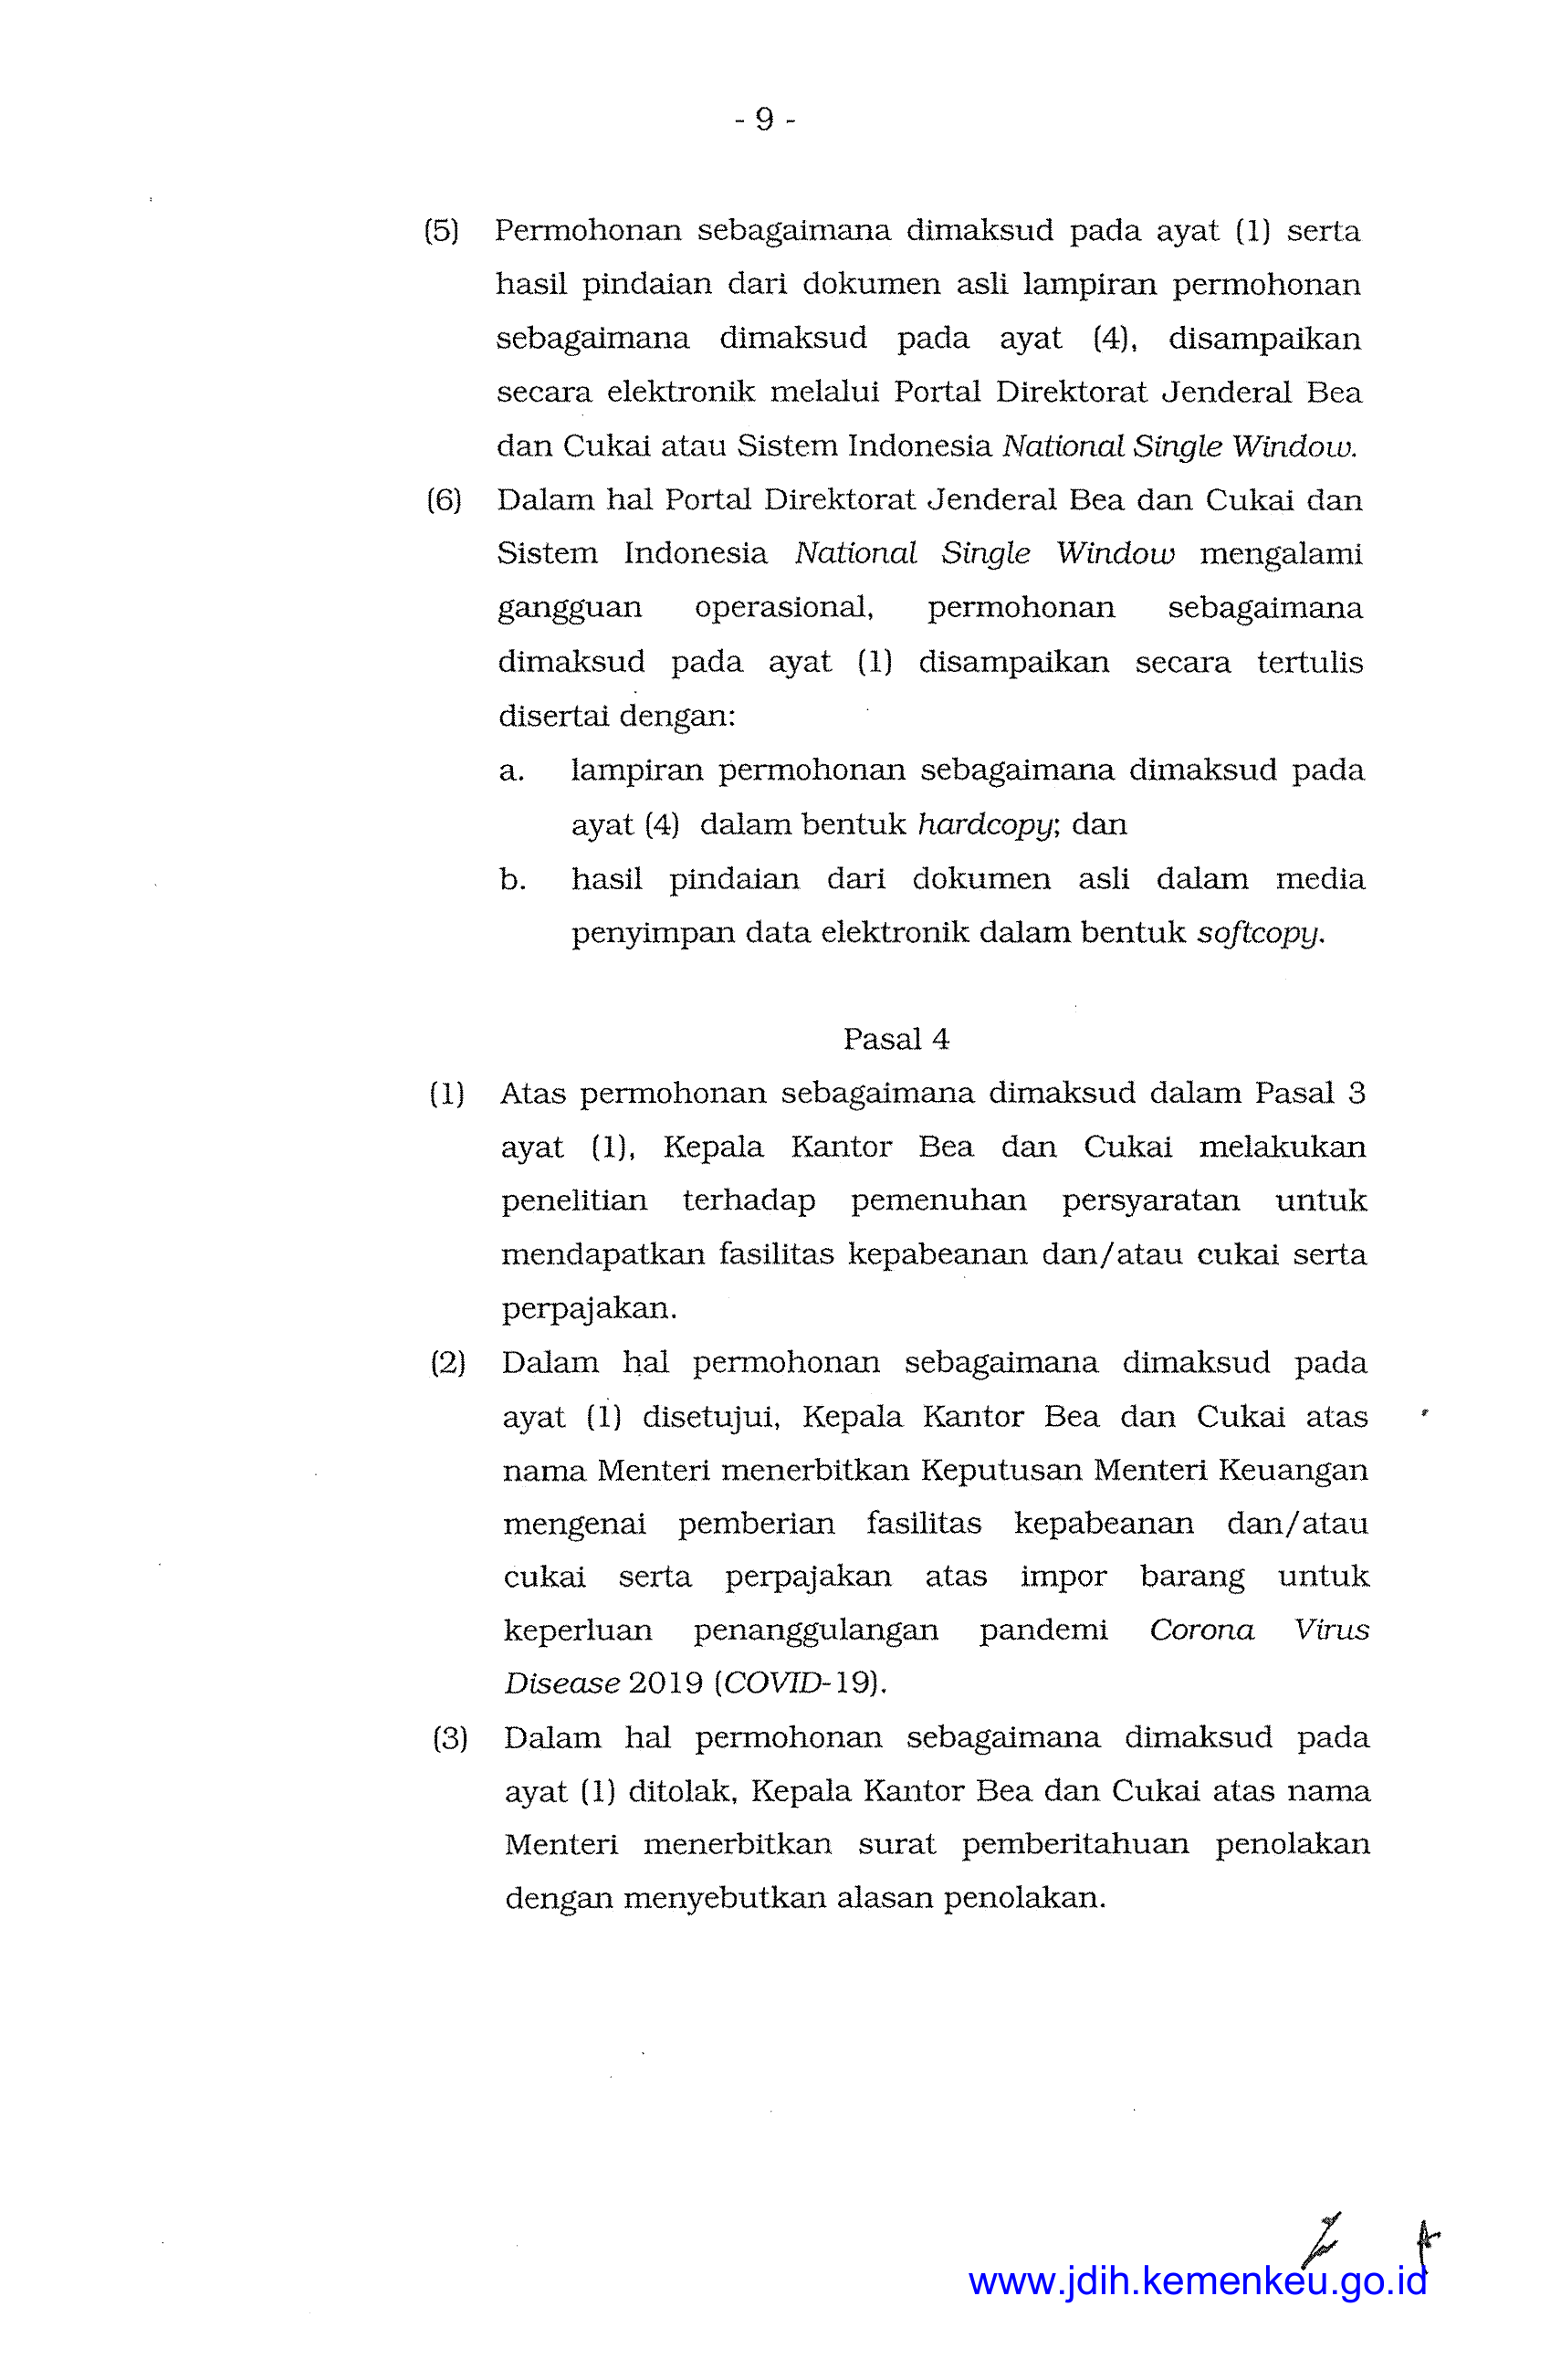 - 9 -
(5) Permohonan sebagaimana dimaksud pada ayat (1) serta
hasil pindaian dari dokumen asli lampiran permohonan
sebagaimana dimaksud pada ayat (4), disampaikan
secara elektronik melalui Portal Direktorat Jenderal Bea
dan Cukai atau Sistem Indonesia National Single Window.
(6) Dalam hal Portal Direktorat Jenderal Bea dan Cukai dan
Sistem Indonesia National Single Window mengalami
gangguan operasional, permohonan sebagaimana
dimaksud pada ayat (1) disampaikan secara tertulis
disertai dengan:
a. lampiran permohonan sebagaimana dimaksud pada
ayat (4) dalam bentuk hardcopy; dan
b. hasil pindaian dari dokumen asli dalam media
penyimpan data elektronik dalam bentuk softcopy.
Pasal 4
(1) Atas permohonan sebagaimana dimaksud dalam Pasal 3
ayat (1), Kepala Kantor Bea dan Cukai melakukan
penelitian terhadap pemenuhan persyaratan untuk
mendapatkan fasilitas kepabeanan dan/atau cukai serta
perpajakan.
(2) Dalam hal permohonan sebagaimana dimaksud pada
ayat (1) disetujui, Kepala Kantor Bea dan Cukai atas
nama Menteri menerbitkan Keputusan Menteri Keuangan
mengenai pemberian fasilitas kepabeanan dan/atau
cukai serta perpajakan atas impor barang untuk
keperluan penanggulangan pandemi Corona Virus
Disease 2019 (COVID-19).
(3) Dalam hal permohonan sebagaimana dimaksud pada
ayat (1) ditolak, Kepala Kantor Bea dan Cukai atas nama
Menteri menerbitkan surat pemberitahuan penolakan
dengan menyebutkan alasan penolakan.
www.jdih.kemenkeu.go.id